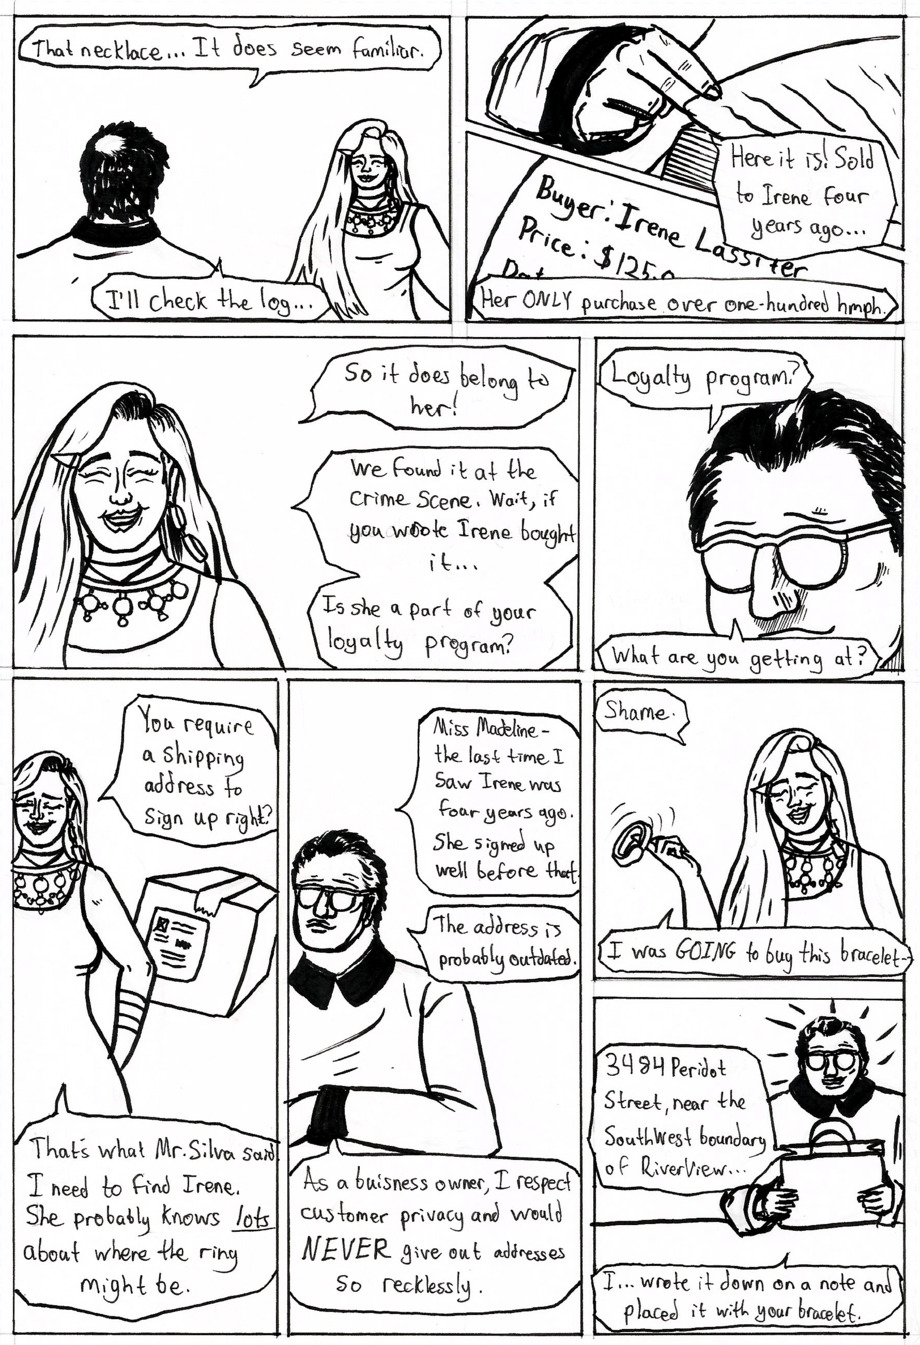 That necklace... It does seem familiar.
I'll check the log...
Here it is! Sold
to Irene four
years ago...
Buyer: Irene Lassiter
Price: $125.0
Dat
Her ONLY purchase over one-hundred hmph.
So it does belong to
her!
We found it at the
Crime Scene. Wait, if
you wrote Irene bought
it...
Is she a part of your
loyalty program?
Loyalty program?
What are you getting at?
You require
a shipping
address to
sign up right?
That's what Mr. Silva said
I need to find Irene.
She probably knows lots
about where the ring
might be.
Miss Madeline-
the last time I
saw Irene was
four years ago.
She signed up
well before that.
The address is
probably outdated.
As a buisness owner, I respect
customer privacy and would
NEVER give out addresses
so recklessly.
Shame.
I was GOING to buy this bracelet-
3484 Peridot
Street, near the
SouthWest boundary
of RiverView...
I... wrote it down on a note and
placed it with your bracelet.